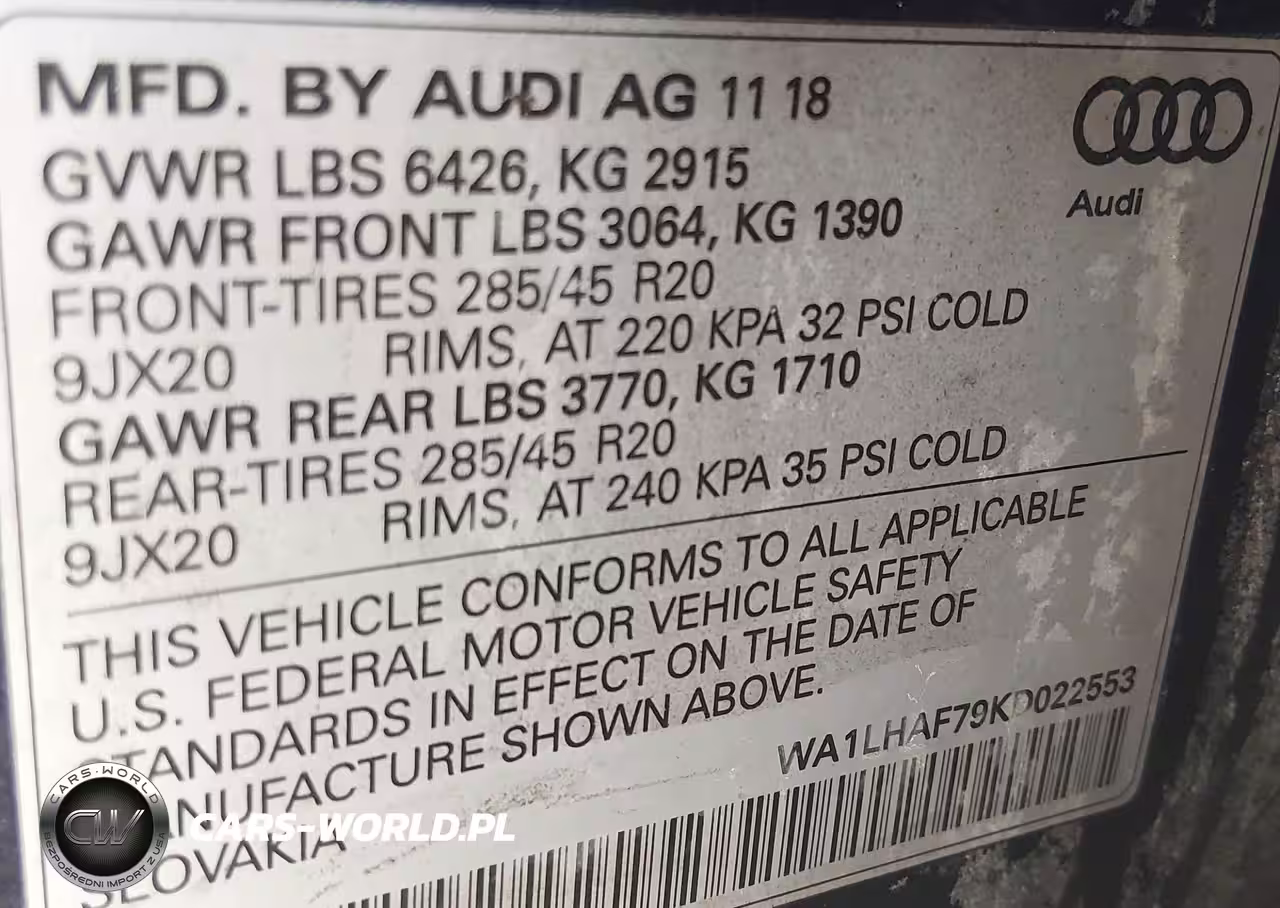 MFD. BY AUDI AG 11 18
GVWR LBS 6426, KG 2915
GAWR FRONT LBS 3064, KG 1390
FRONT-TIRES 285/45 R20
9JX20 RIMS, AT 220 KPA 32 PSI COLD
GAWR REAR LBS 3770, KG 1710
REAR-TIRES 285/45 R20
9JX20 RIMS, AT 240 KPA 35 PSI COLD
Audi
THIS VEHICLE CONFORMS TO ALL APPLICABLE
U.S. FEDERAL MOTOR VEHICLE SAFETY
STANDARDS IN EFFECT ON THE DATE OF
MANUFACTURE SHOWN ABOVE.
WA1LHAF79KD022553
SLOVAKIA
CARS-WORLD
CW
BEZPOŚREDNI IMPORT Z USA
CARS-WORLD.PL